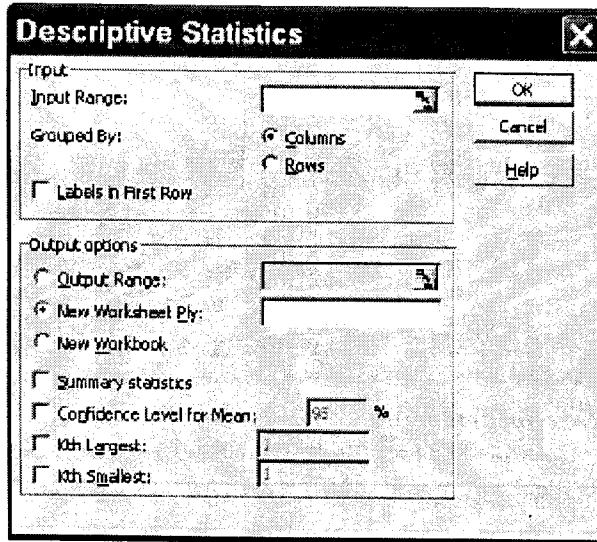 Descriptive Statistics
Input
Input Range:
OK
Grouped By:
Columns
Cancel
Rows
Help
Labels in First Row
Output options
Output Range:
New Worksheet Ply:
New Workbook
Summary statistics
Confidence Level for Mean: 95 %
Kth Largest: 1
Kth Smallest: 1